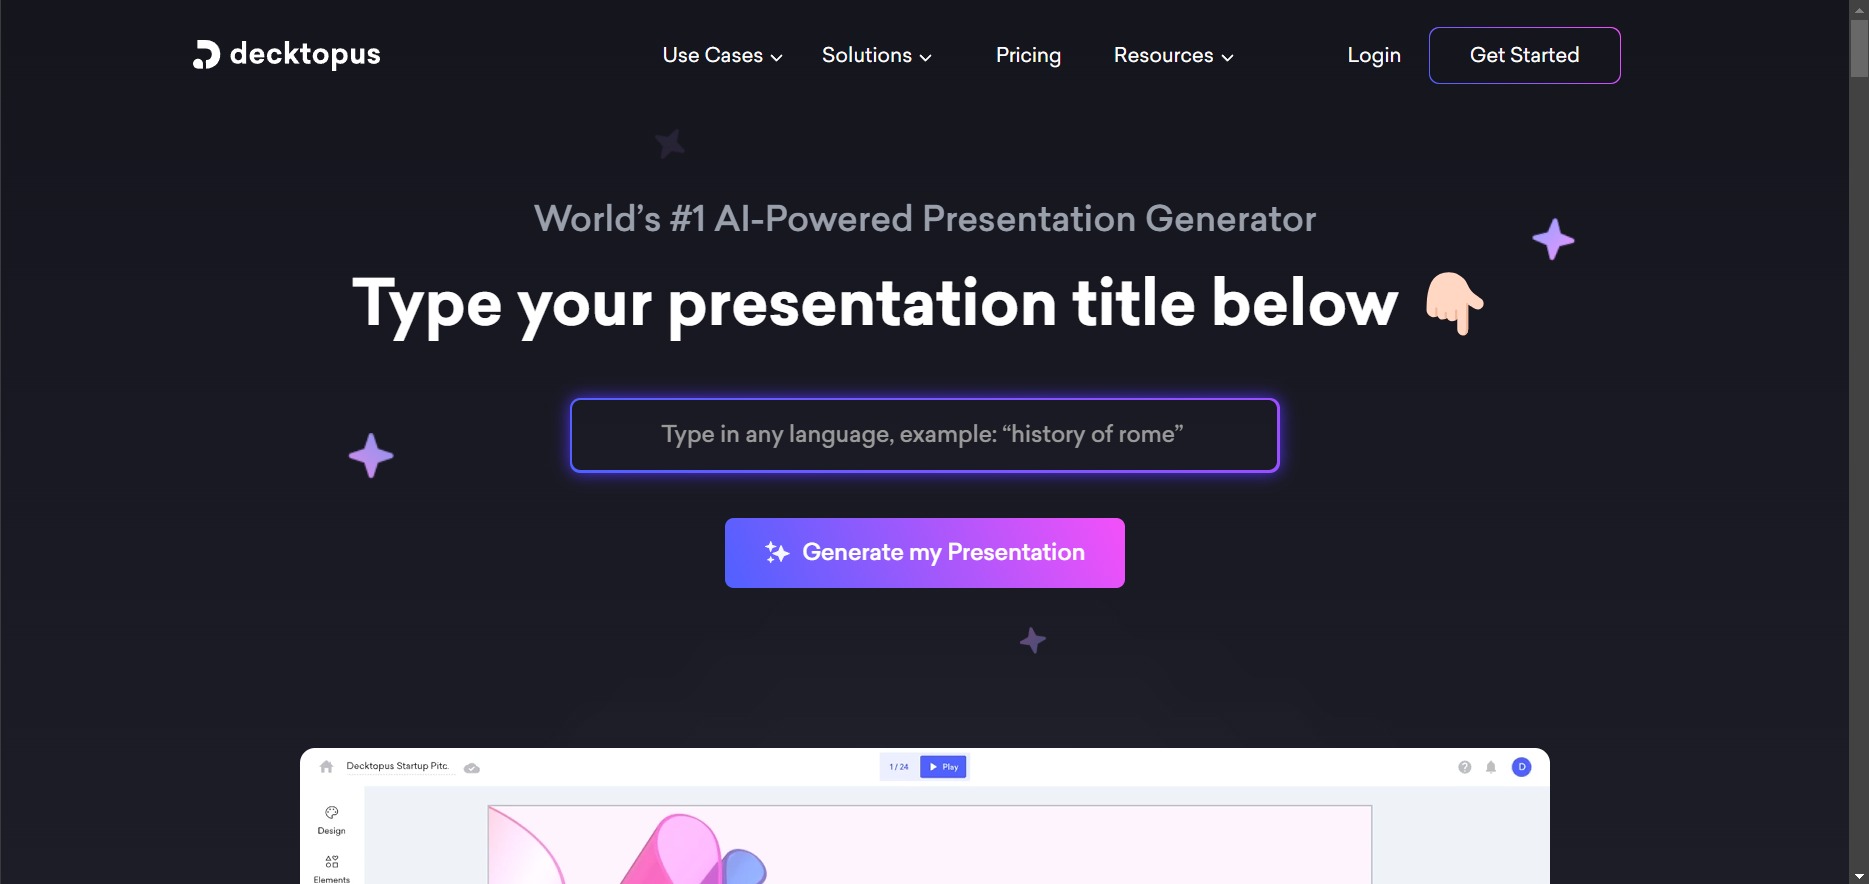 decktopus
Use Cases
Solutions
Pricing
Resources
Login
Get Started
World’s #1 AI-Powered Presentation Generator
Type your presentation title below
Type in any language, example: “history of rome”
Generate my Presentation
Decktopus Startup Pitc.
1 / 24
Play
?
D
Design
Elements